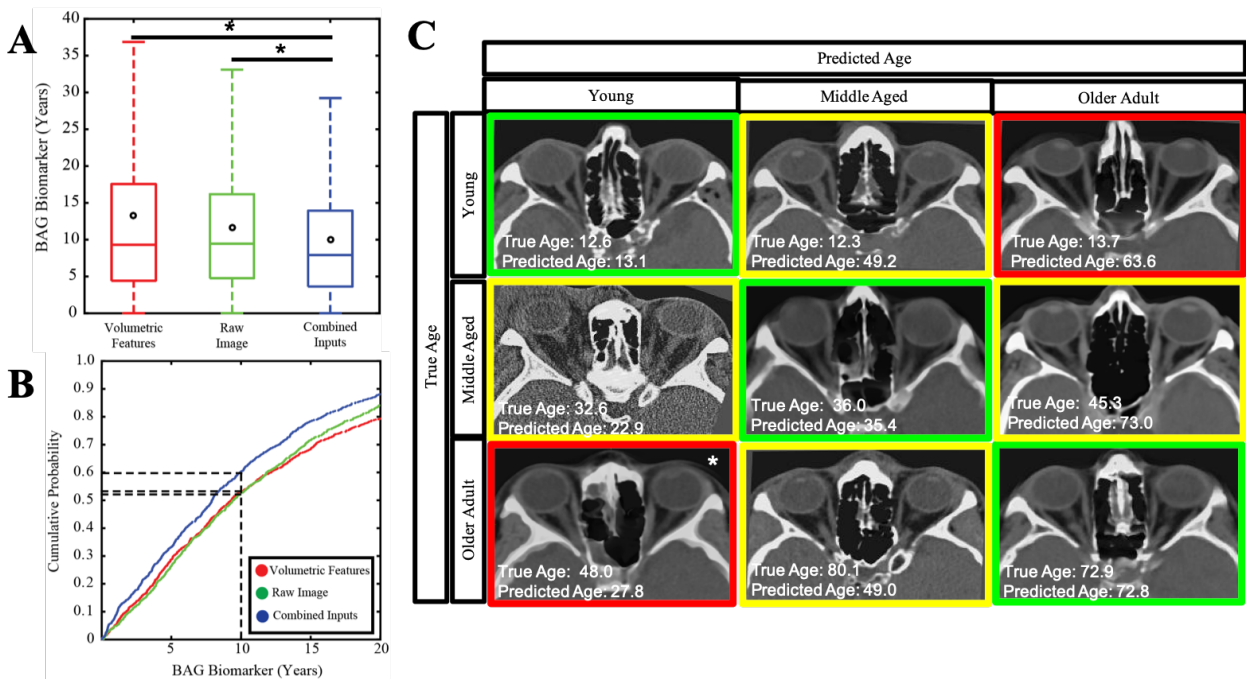 A
BAG Biomarker (Years)
40
35
30
25
20
15
10
5
0
*
*
Volumetric Features
Raw Image
Combined Inputs
B
Cumulative Probability
1.0
0.9
0.8
0.7
0.6
0.5
0.4
0.3
0.2
0.1
0
5
10
15
20
BAG Biomarker (Years)
Volumetric Features
Raw Image
Combined Inputs
C
Predicted Age
Young
Middle Aged
Older Adult
True Age
Young
True Age: 12.6
Predicted Age: 13.1
True Age: 12.3
Predicted Age: 49.2
True Age: 13.7
Predicted Age: 63.6
Middle Aged
True Age: 32.6
Predicted Age: 22.9
True Age: 36.0
Predicted Age: 35.4
True Age: 45.3
Predicted Age: 73.0
Older Adult
*
True Age: 48.0
Predicted Age: 27.8
True Age: 80.1
Predicted Age: 49.0
True Age: 72.9
Predicted Age: 72.8